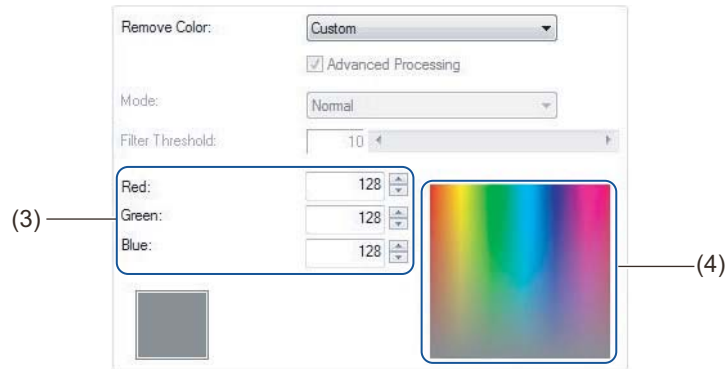 Remove Color: Custom
Advanced Processing
Mode: Normal
Filter Threshold: 10
Red: 128
(3) Green: 128
Blue: 128
(4)